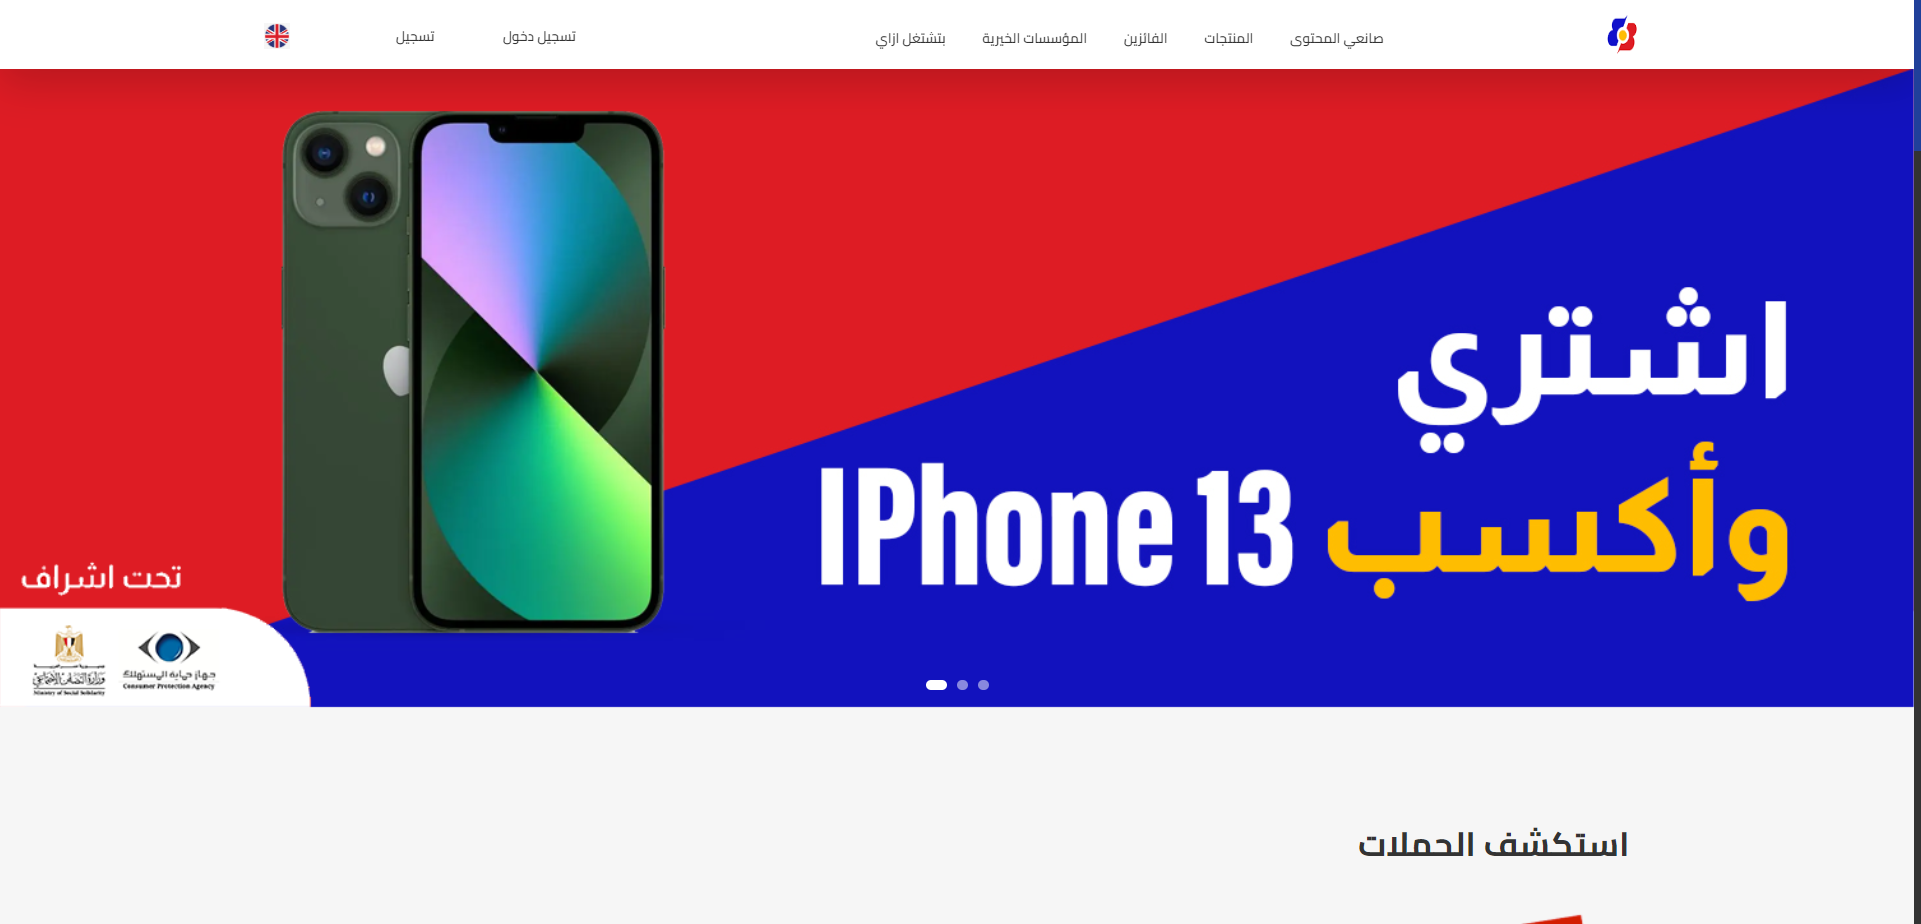 صانعي المحتوى
المنتجات
الفائزين
المؤسسات الخيرية
بتشتغل ازاي
تسجيل دخول
تسجيل
اشتري
وأكسب IPhone 13
تحت اشراف
جهاز حماية المستهلك
Consumer Protection Agency
وزارة التضامن الاجتماعي
Ministry of Social Solidarity
استكشف الحملات